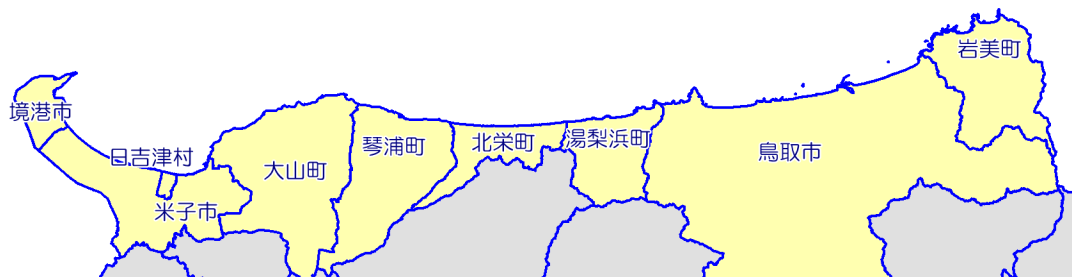 岩美町
境港市
北栄町
湯梨浜町
琴浦町
鳥取市
日吉津村
大山町
米子市